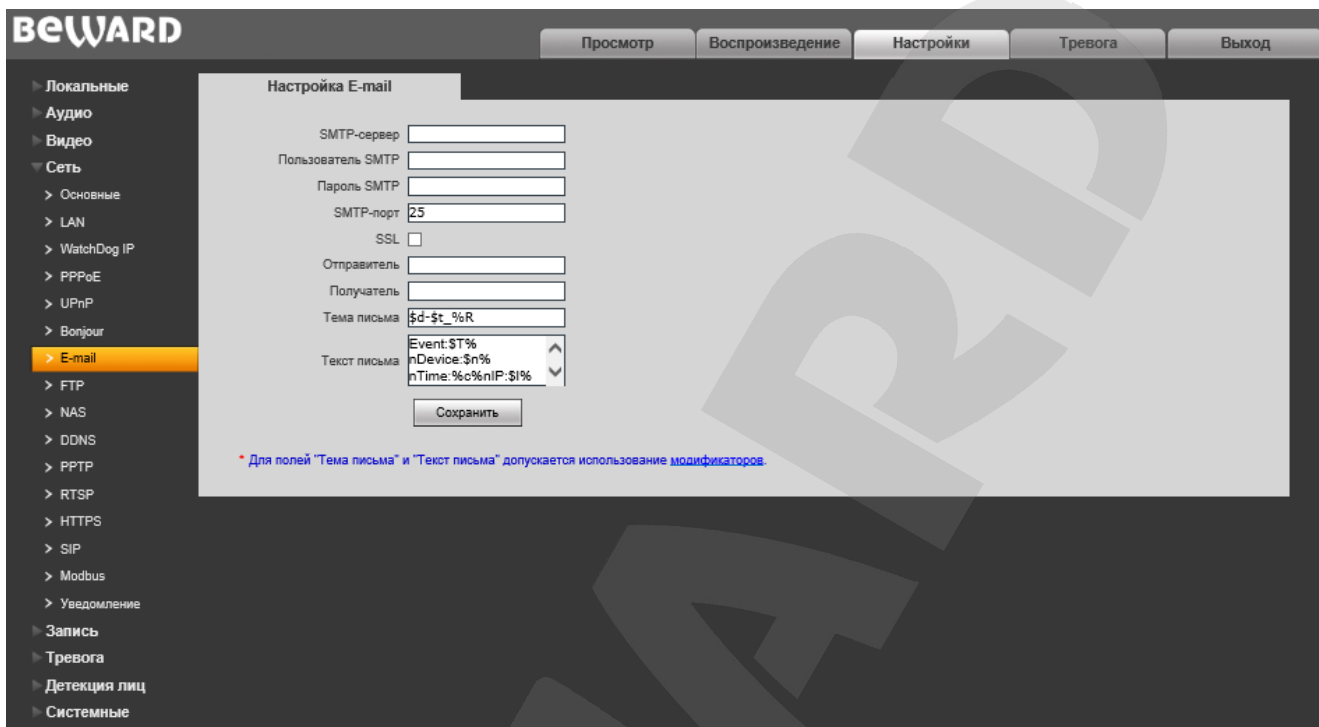 BEWARD
Просмотр
Воспроизведение
Настройки
Тревога
Выход
Локальные
Аудио
Видео
Сеть
> Основные
> LAN
> WatchDog IP
> PPPoE
> UPnP
> Bonjour
> E-mail
> FTP
> NAS
> DDNS
> PPTP
> RTSP
> HTTPS
> SIP
> Modbus
> Уведомление
Запись
Тревога
Детекция лиц
Системные
Настройка E-mail
SMTP-сервер
Пользователь SMTP
Пароль SMTP
SMTP-порт 25
SSL
Отправитель
Получатель
Тема письма $d-$t_%R
Текст письма
Event:$T%
nDevice:$n%
nTime:%c%nIP:$I%
Сохранить
* Для полей "Тема письма" и "Текст письма" допускается использование модификаторов.